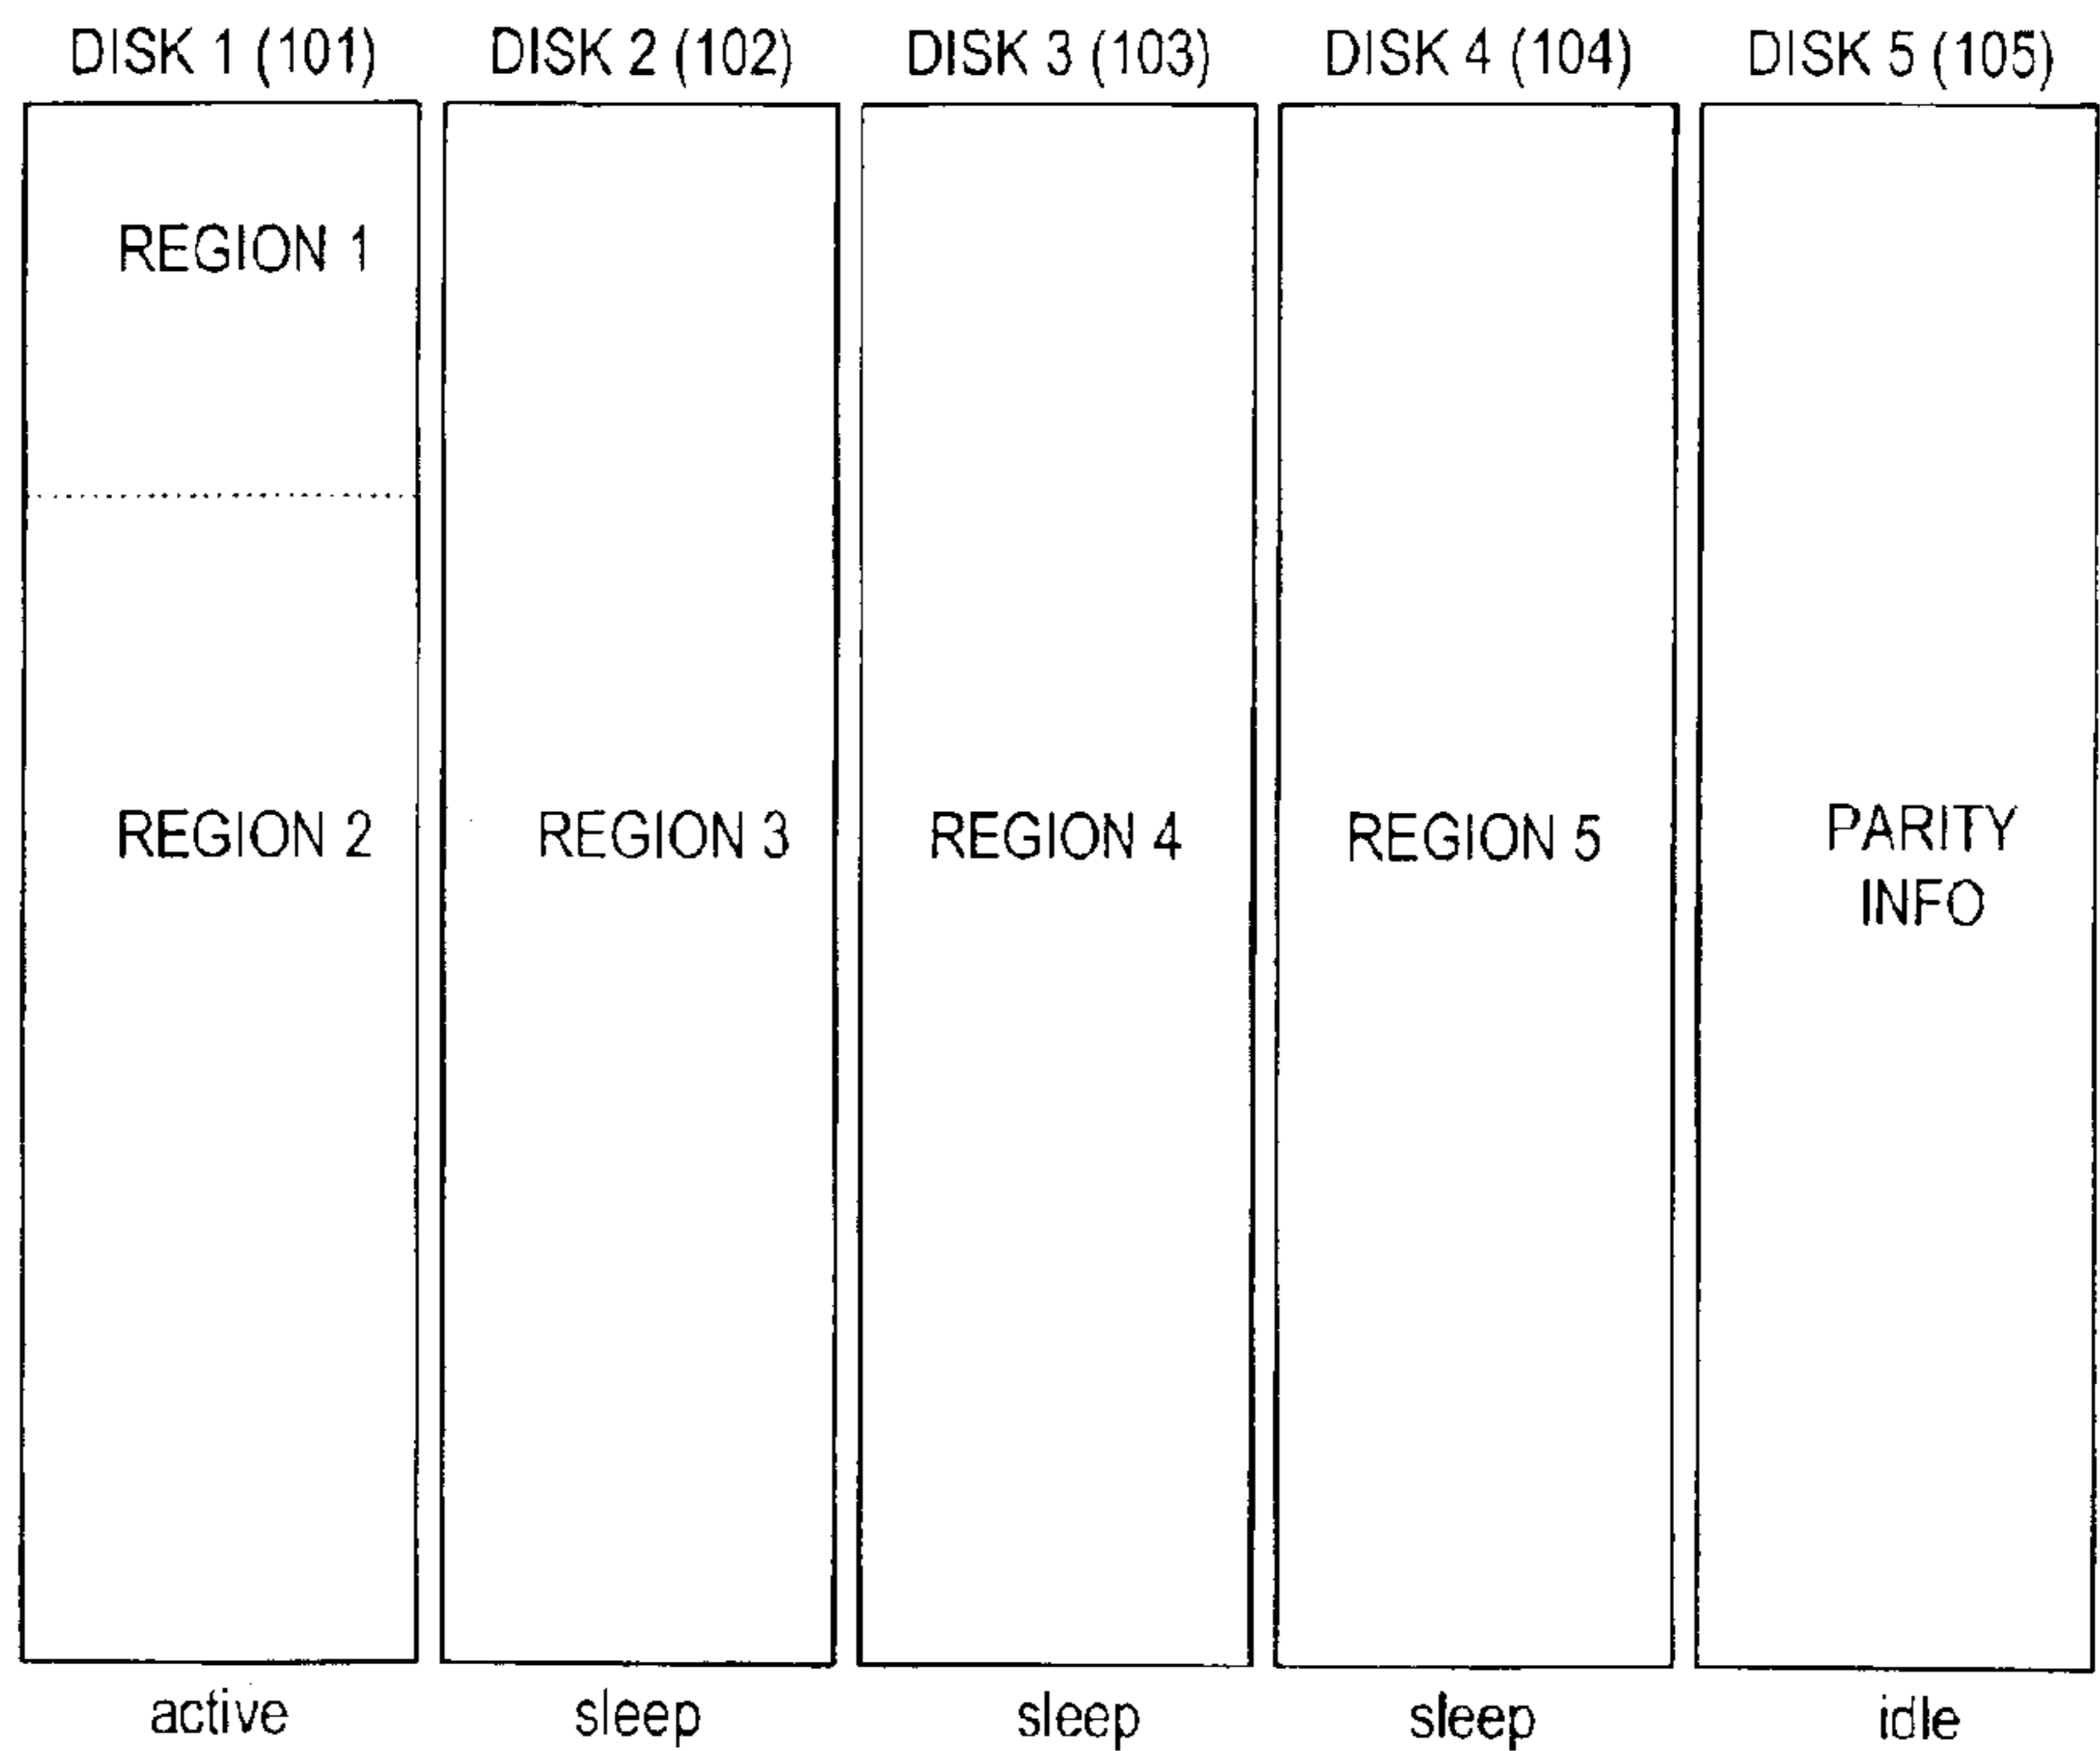 DISK 1 (101) DISK 2 (102) DISK 3 (103) DISK 4 (104) DISK 5 (105)
REGION 1
REGION 2 REGION 3 REGION 4 REGION 5 PARITY
INFO
active sleep sleep sleep idle